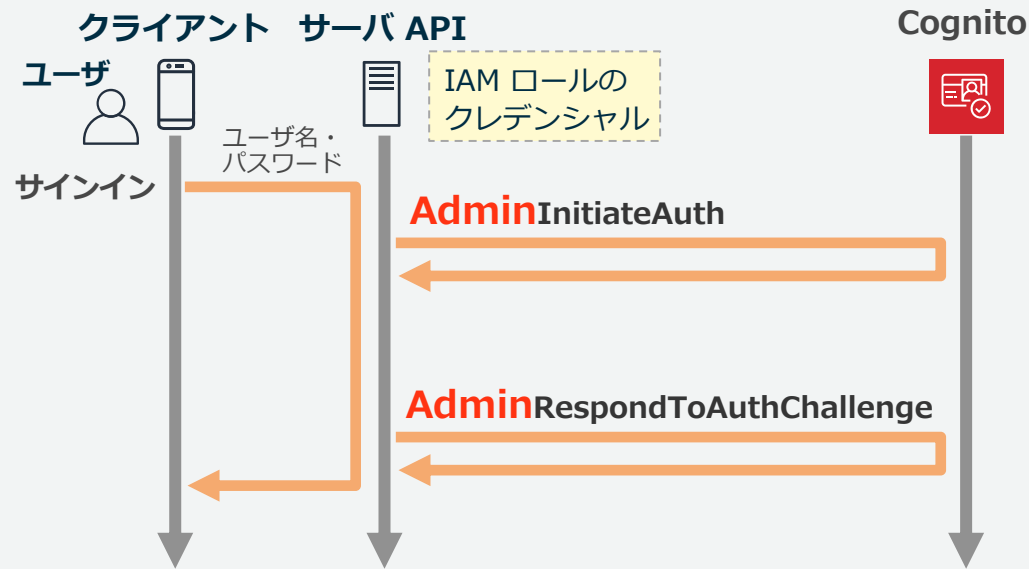 クライアント サーバ API
Cognito
ユーザ
IAM ロールの
クレデンシャル
ユーザ名・
パスワード
サインイン
AdminInitiateAuth
AdminRespondToAuthChallenge